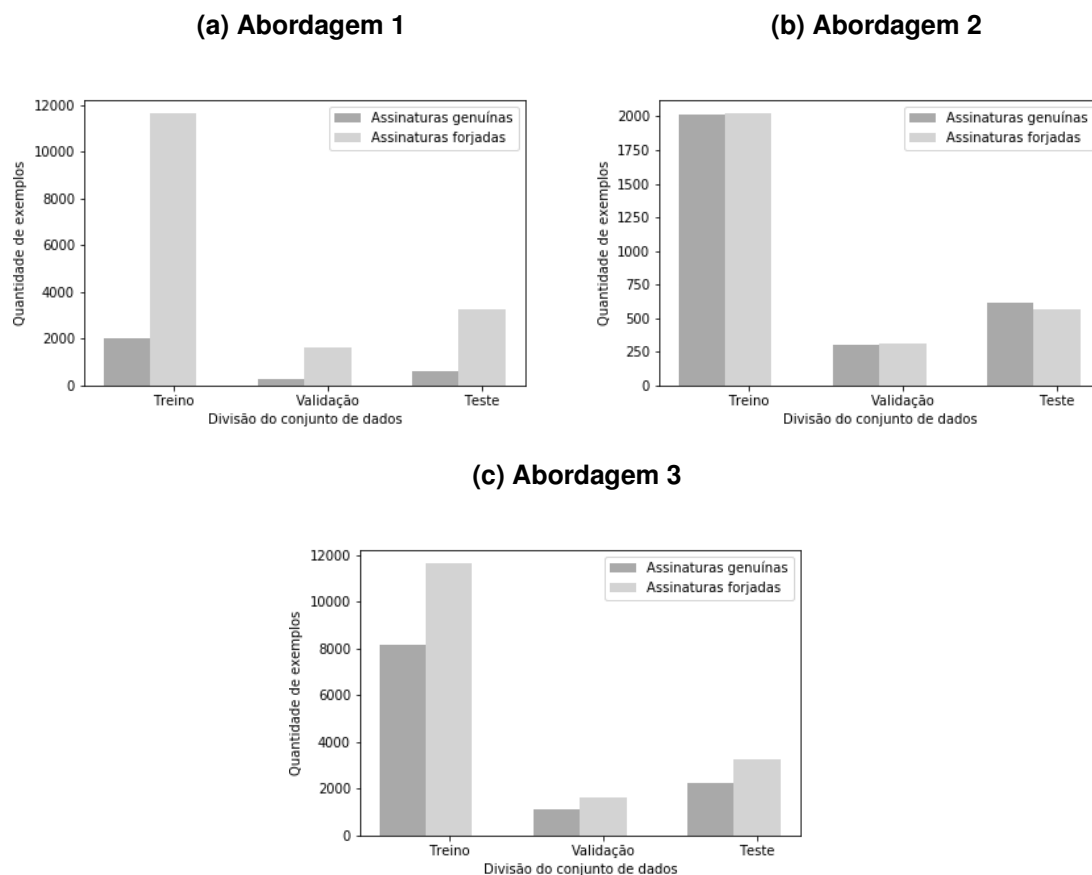 (a) Abordagem 1
12000
10000
8000
6000
4000
2000
0
Quantidade de exemplos
Assinaturas genuínas
Assinaturas forjadas
Treino
Validação
Teste
Divisão do conjunto de dados
(b) Abordagem 2
2000
1750
1500
1250
1000
750
500
250
0
Quantidade de exemplos
Assinaturas genuínas
Assinaturas forjadas
Treino
Validação
Teste
Divisão do conjunto de dados
(c) Abordagem 3
12000
10000
8000
6000
4000
2000
0
Quantidade de exemplos
Assinaturas genuínas
Assinaturas forjadas
Treino
Validação
Teste
Divisão do conjunto de dados